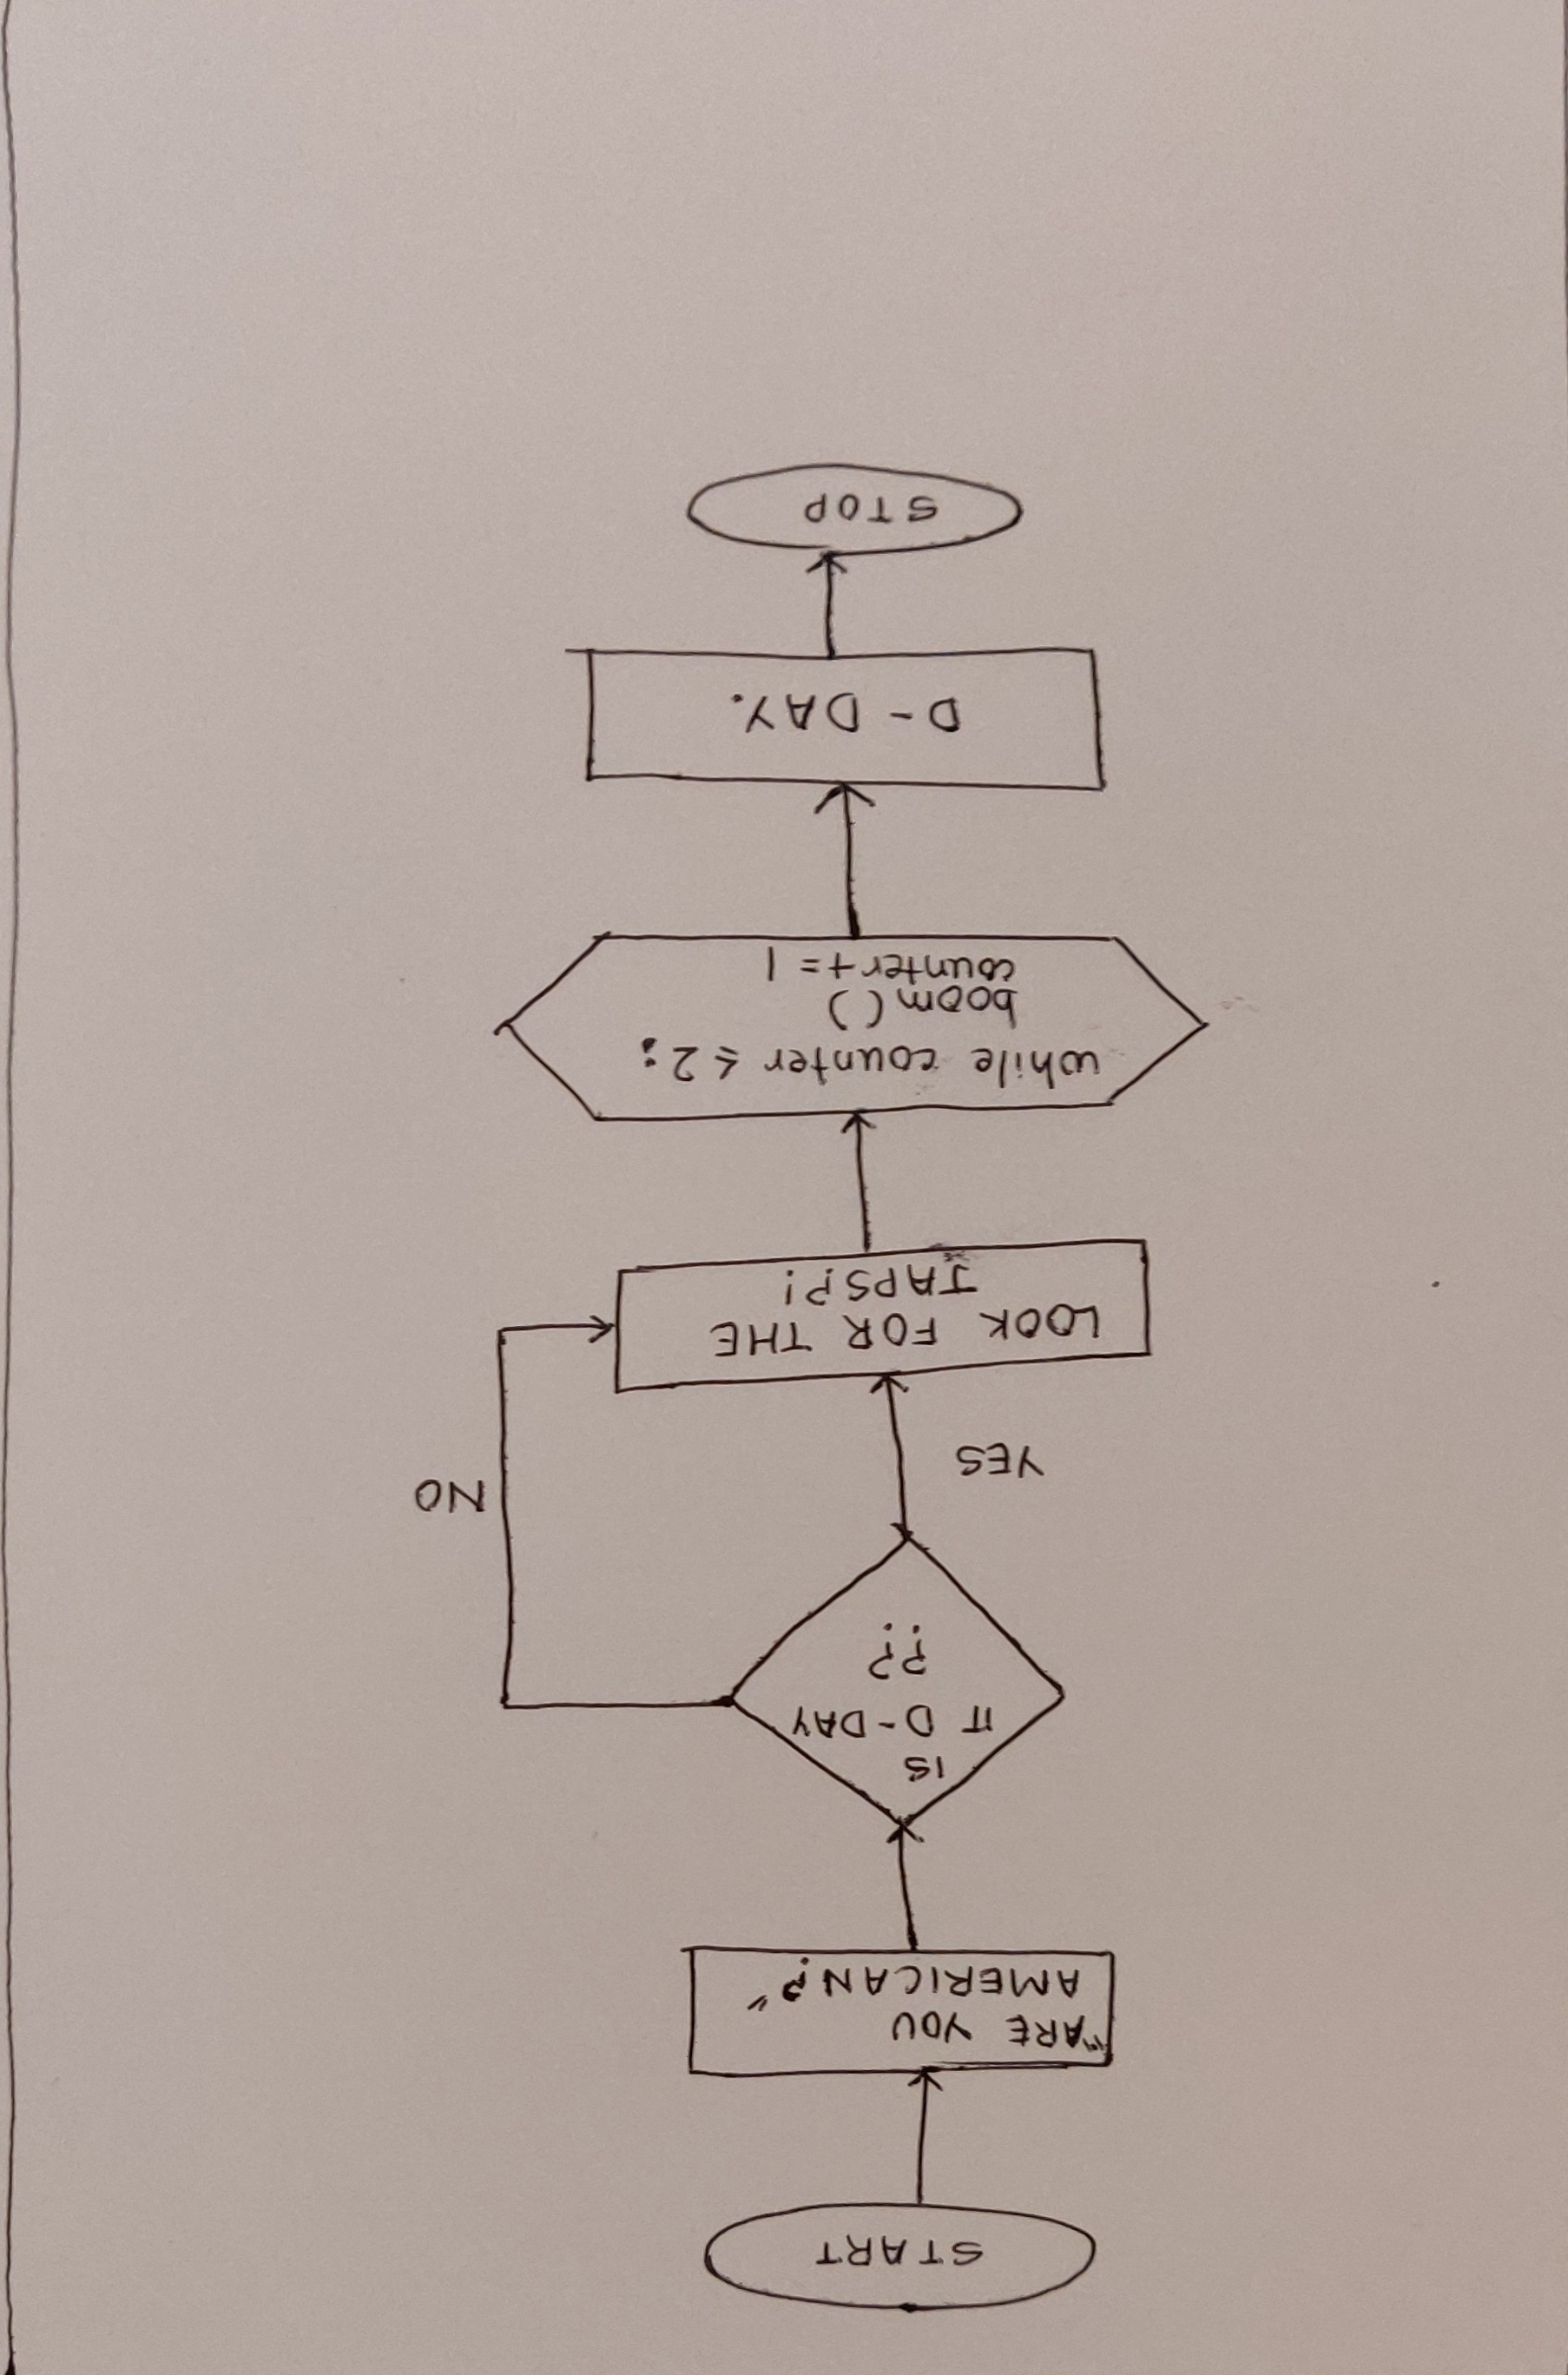 START
"ARE YOU
AMERICAN?"
IS
IT D-DAY
??
YES
NO
LOOK FOR THE
JAPS?!
while counter ≤ 2:
boom()
counter += 1
D-DAY.
STOP